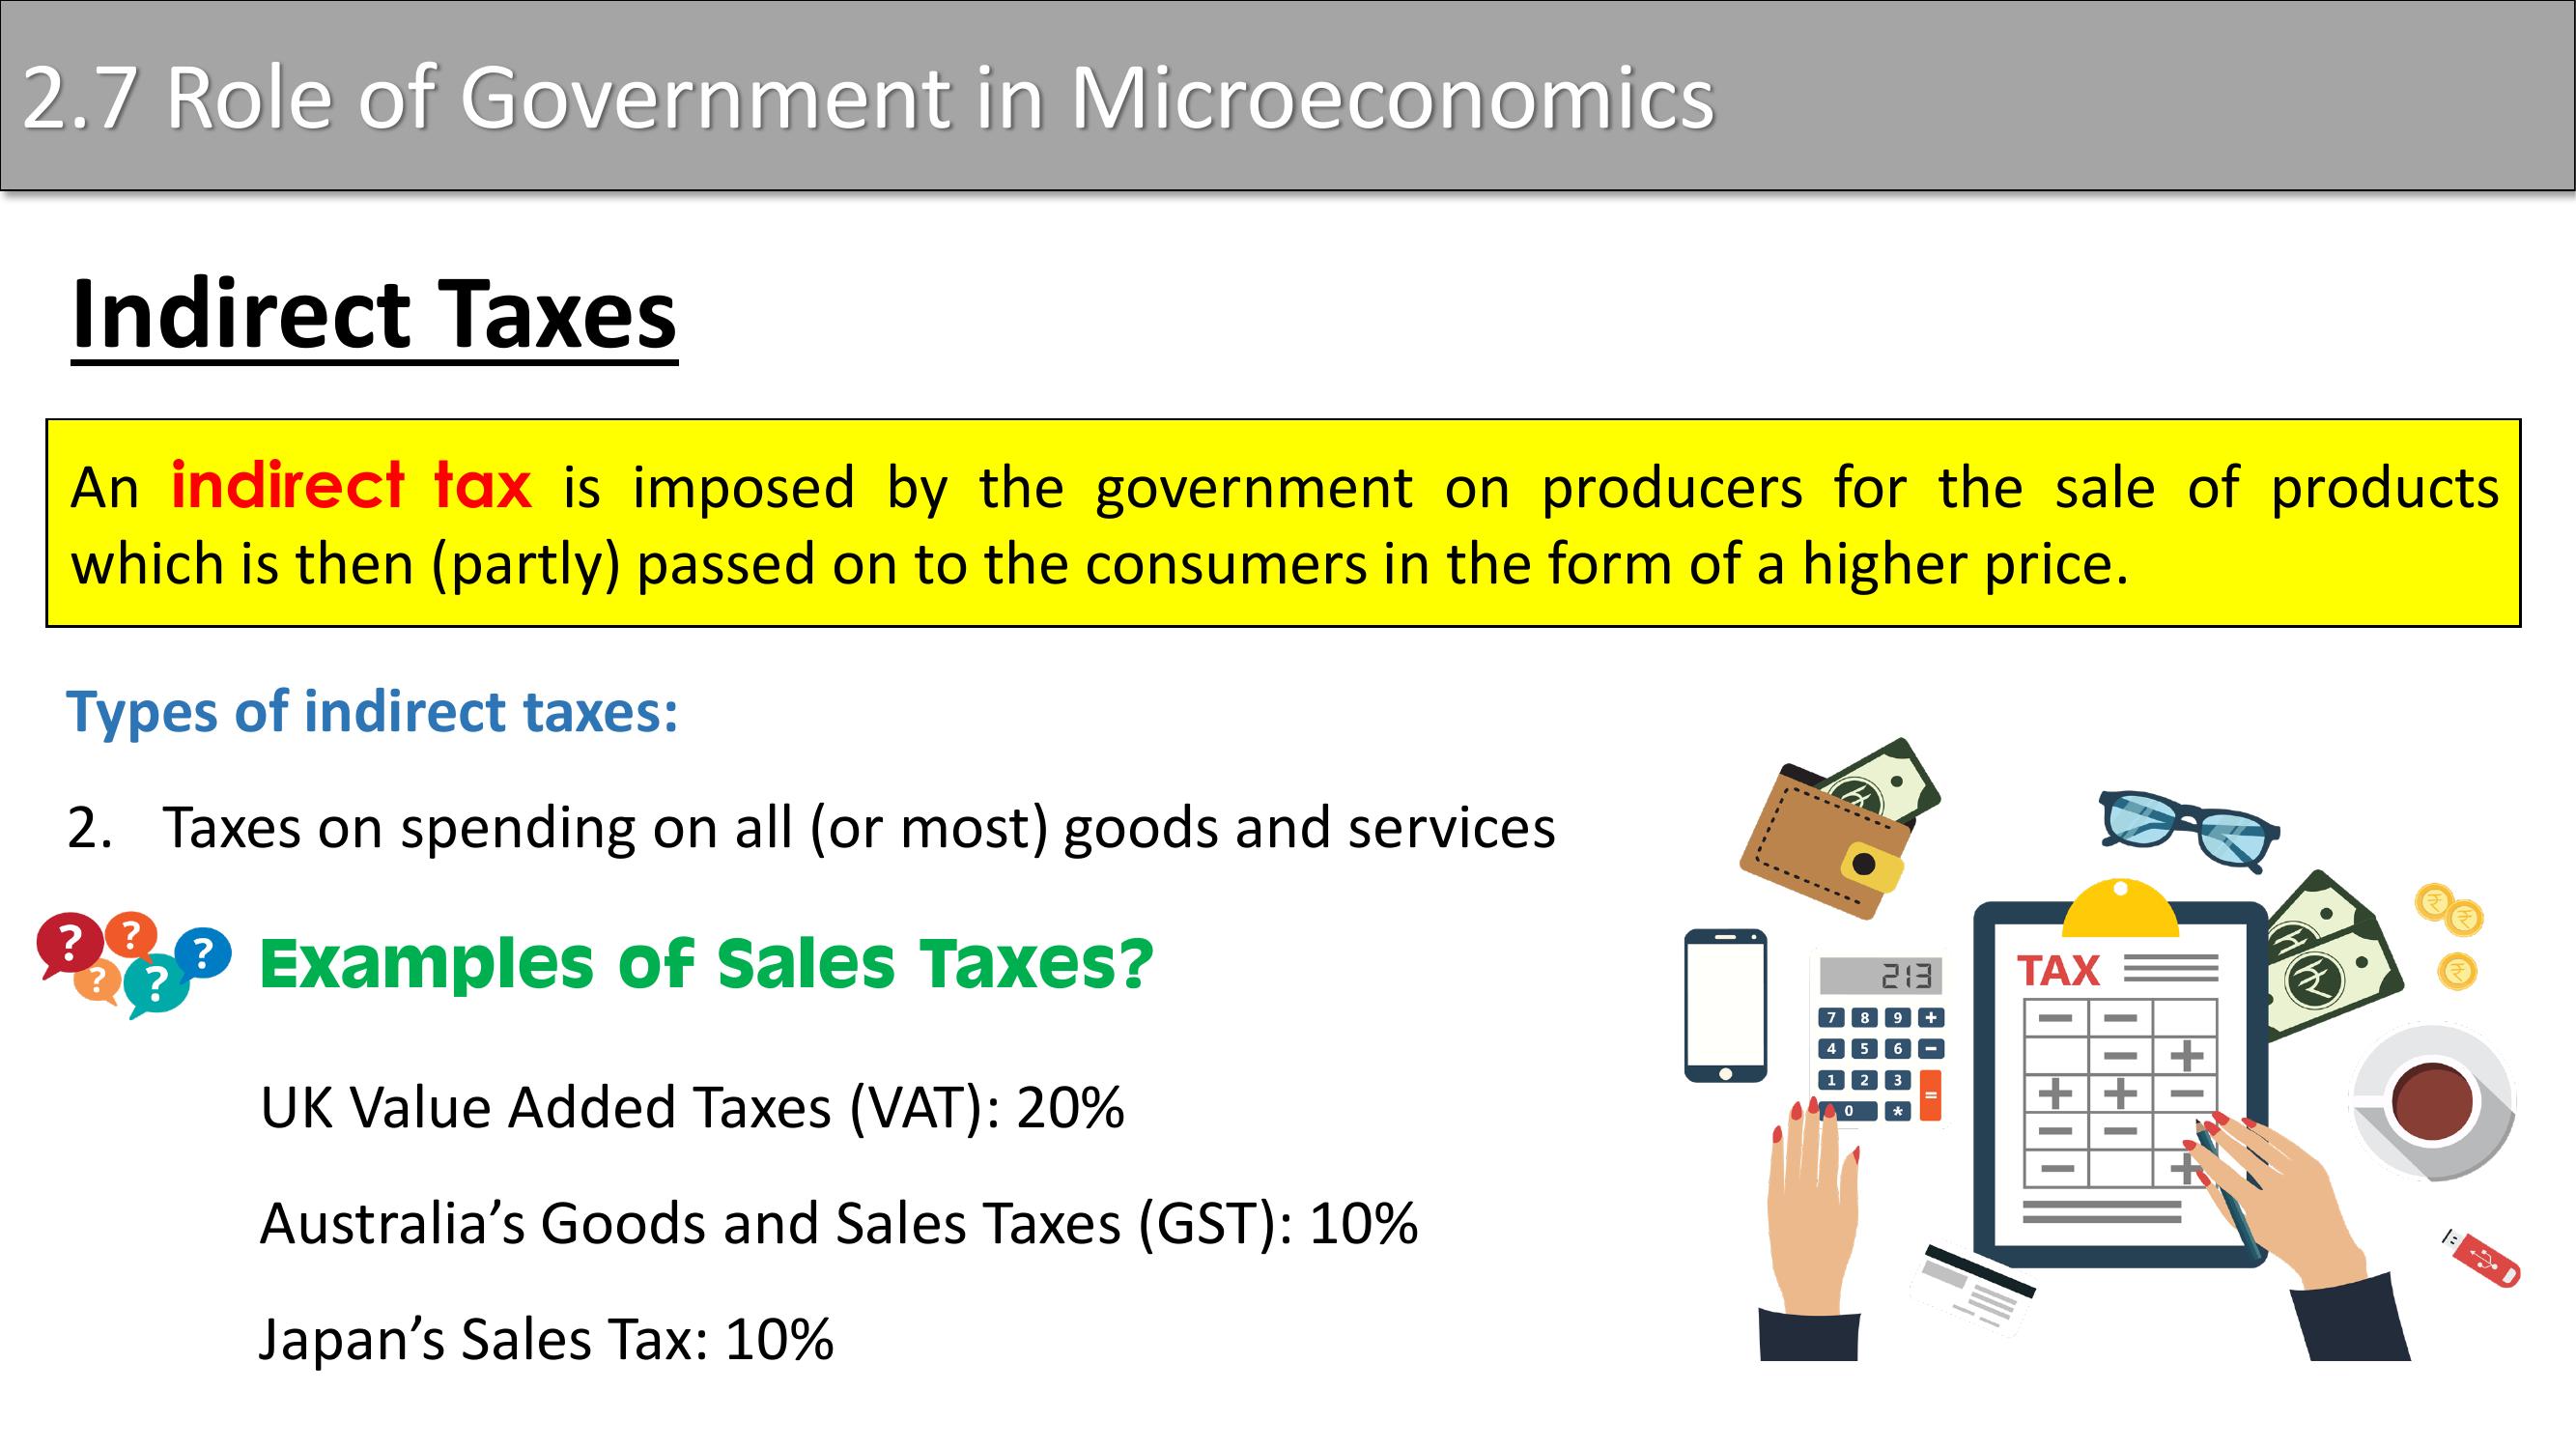 2.7 Role of Government in Microeconomics
Indirect Taxes
An indirect tax is imposed by the government on producers for the sale of products
which is then (partly) passed on to the consumers in the form of a higher price.
Types of indirect taxes:
2. Taxes on spending on all (or most) goods and services
? ? ? ? ?
Examples of Sales Taxes?
UK Value Added Taxes (VAT): 20%
Australia’s Goods and Sales Taxes (GST): 10%
Japan’s Sales Tax: 10%
213
7 8 9 +
4 5 6 −
1 2 3 =
0 *
TAX
− −
− +
+ + −
− −
− +
₹
₹
₹
₹
₹